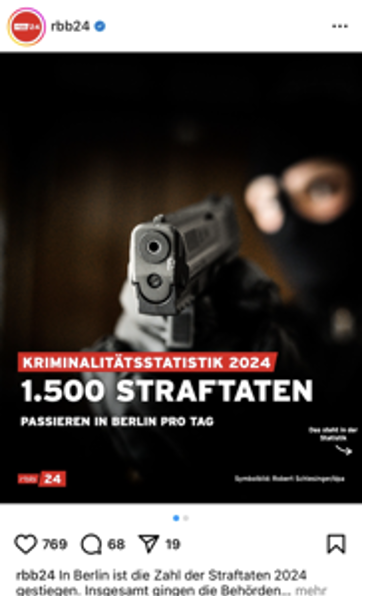 rbb24
KRIMINALITÄTSSTATISTIK 2024
1.500 STRAFTATEN
PASSIEREN IN BERLIN PRO TAG
Das steht in der
Statistik
rbb 24
Symbolbild: Robert Schlesinger/dpa
769 68 19
rbb24 In Berlin ist die Zahl der Straftaten 2024
gestiegen. Insgesamt gingen die Behörden... mehr